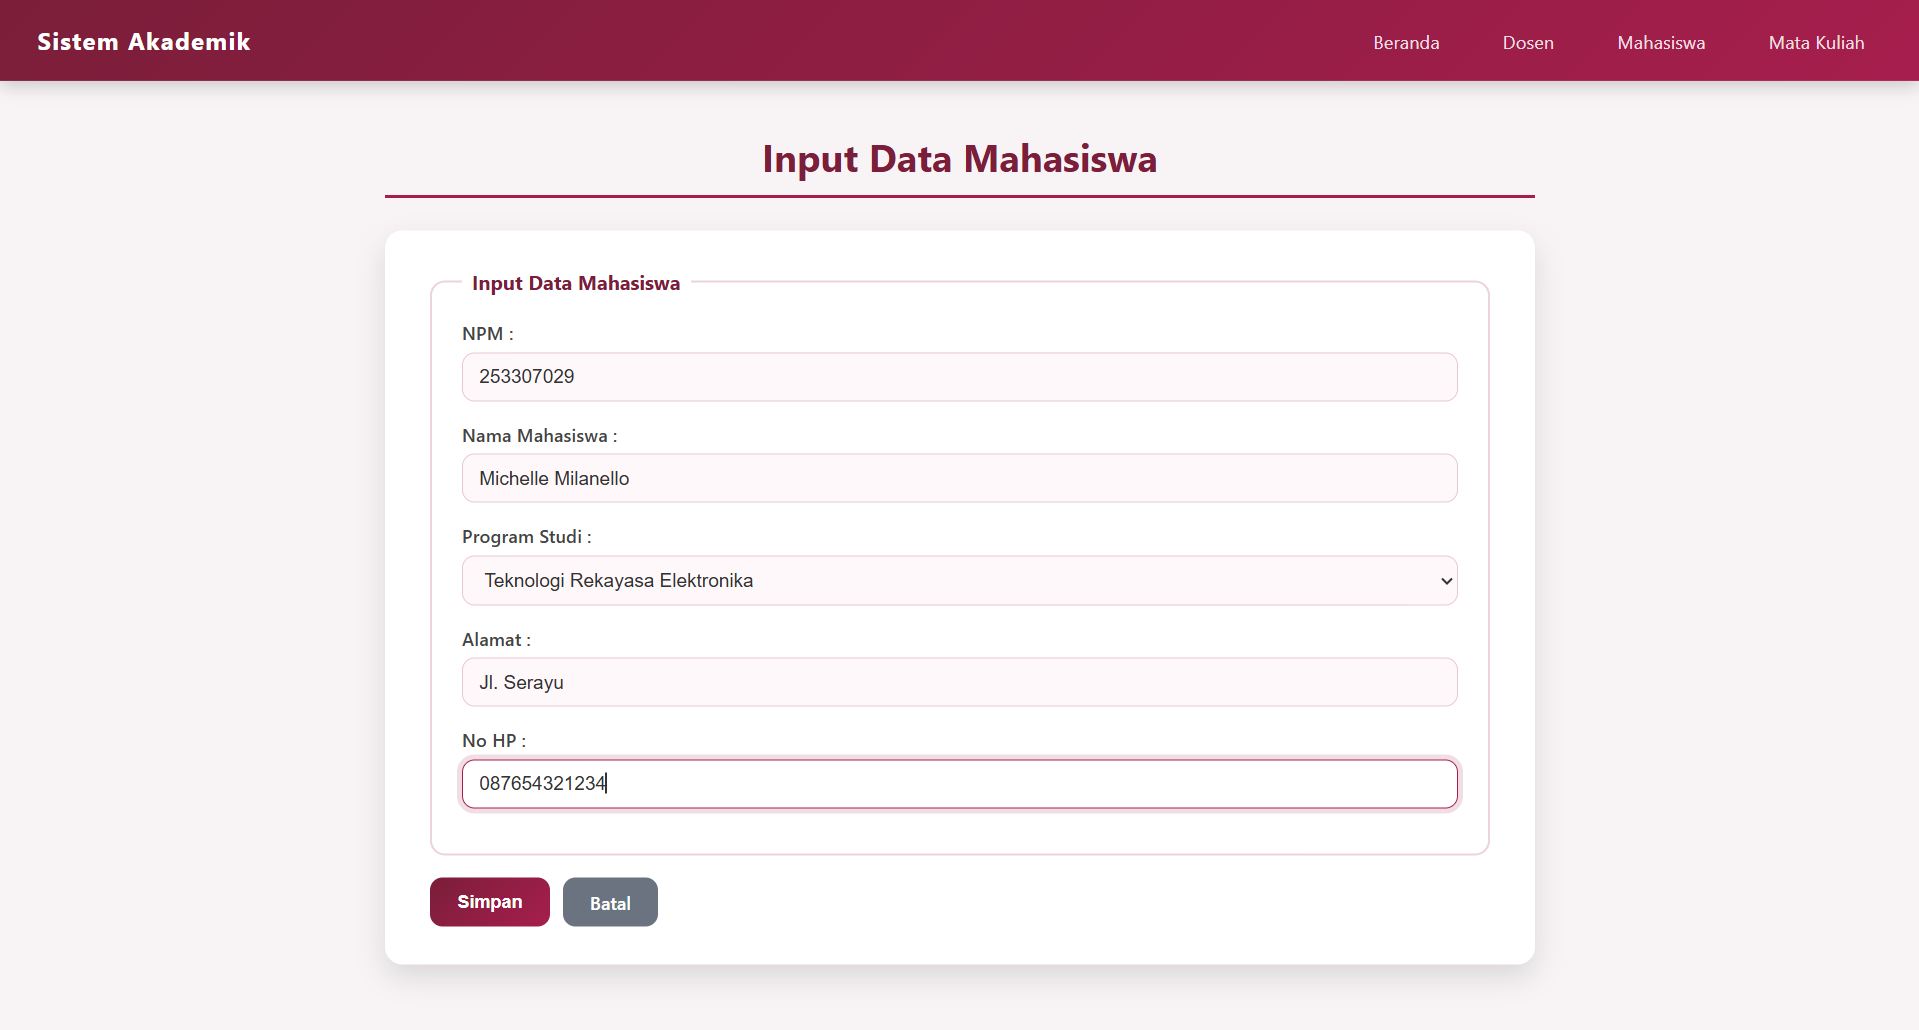 Sistem Akademik
Beranda
Dosen
Mahasiswa
Mata Kuliah
Input Data Mahasiswa
Input Data Mahasiswa
NPM :
253307029
Nama Mahasiswa :
Michelle Milanello
Program Studi :
Teknologi Rekayasa Elektronika
Alamat :
Jl. Serayu
No HP :
087654321234
Simpan
Batal